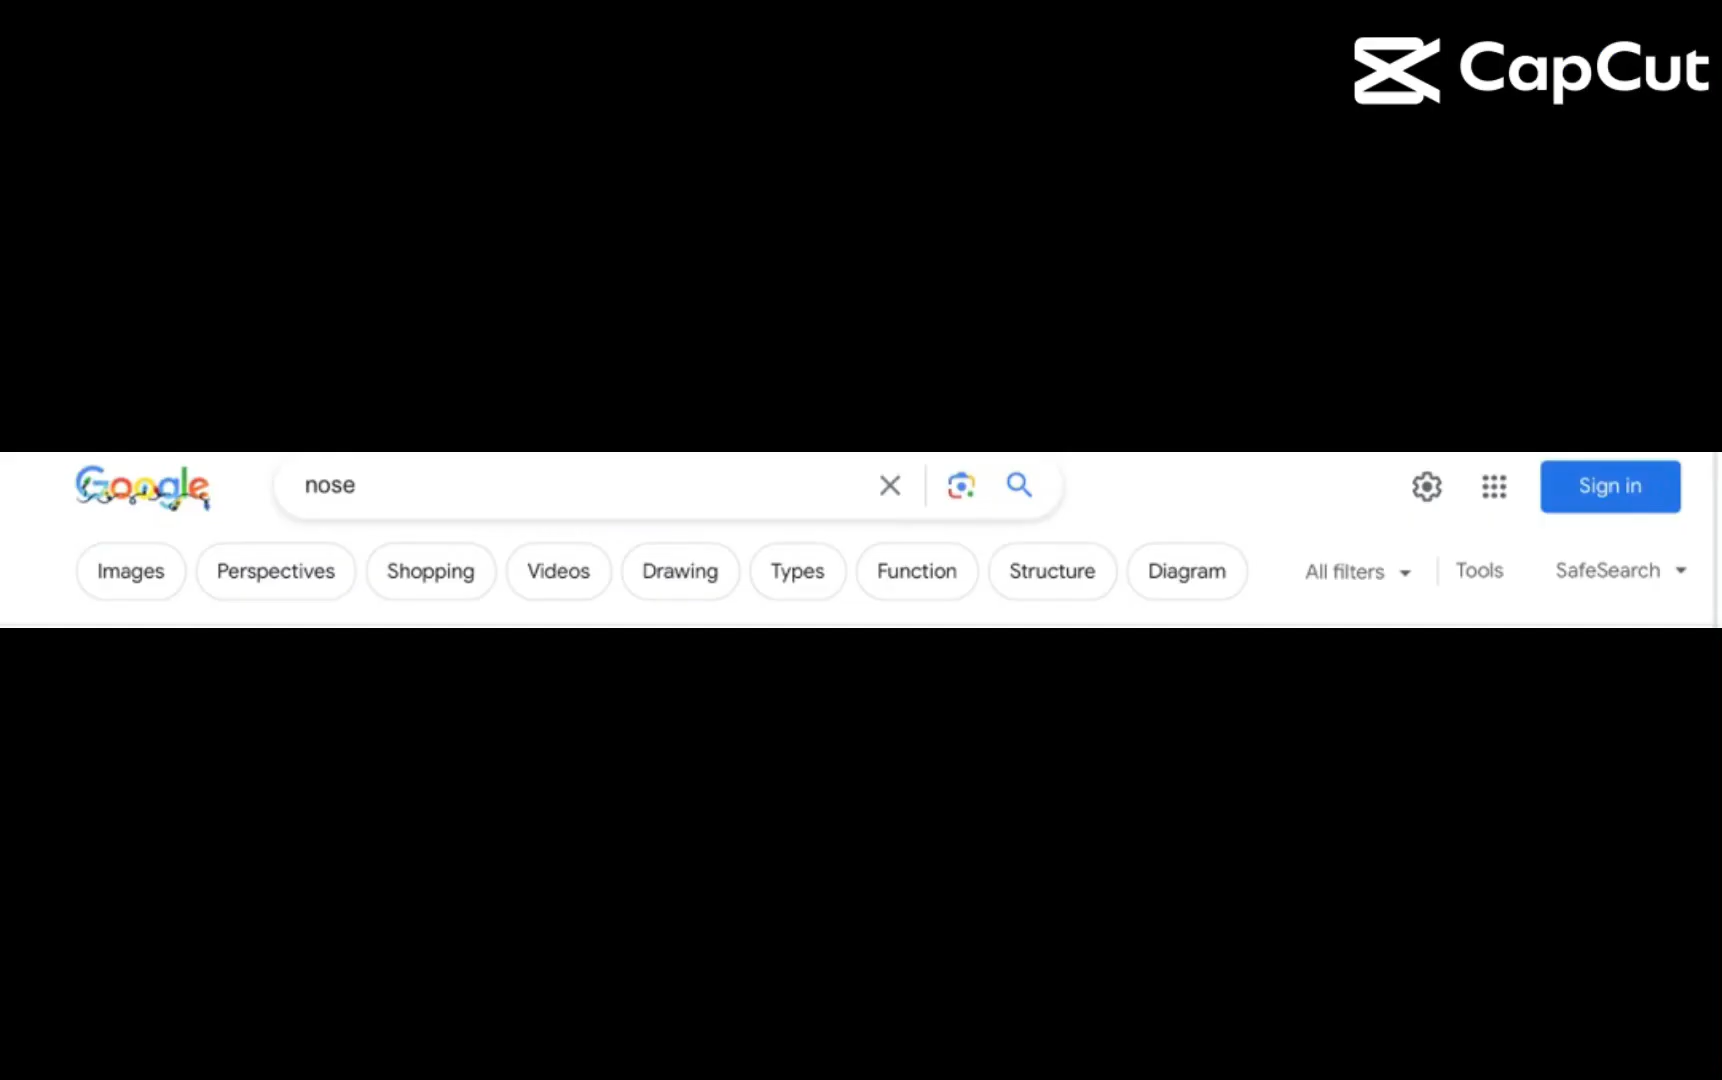 CapCut
Google nose Sign in
Images Perspectives Shopping Videos Drawing Types Function Structure Diagram All filters Tools SafeSearch